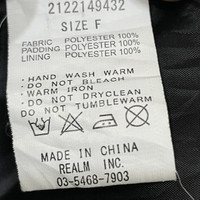 2122149432
SIZE F
FABRIC POLYESTER 100%
PADDING POLYESTER 100%
LINING POLYESTER 100%
・HAND WASH WARM
・DO NOT BLEACH
・WARM IRON
・DO NOT DRYCLEAN
・DO NOT TUMBLEWARM
MADE IN CHINA
REALM INC.
03-5468-7903